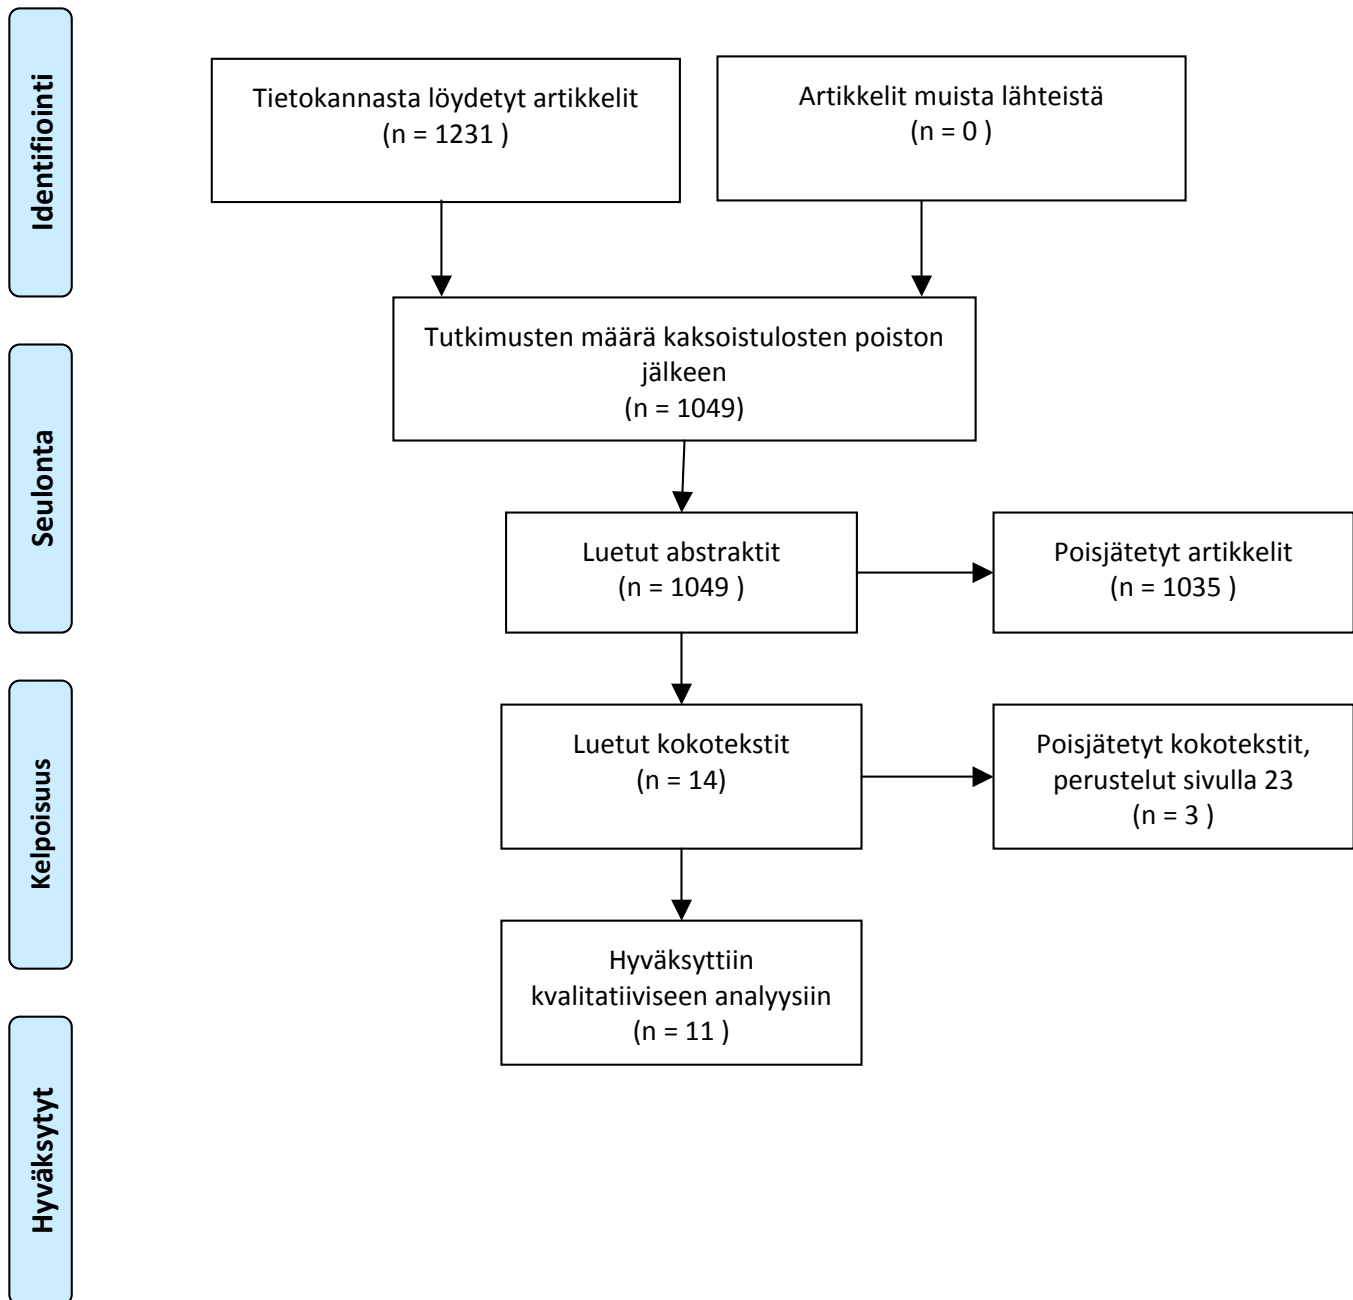 Identifiointi
Tietokannasta löydetyt artikkelit
(n = 1231 )
Artikkelit muista lähteistä
(n = 0 )
Tutkimusten määrä kaksoistulosten poiston
jälkeen
(n = 1049)
Seulonta
Luetut abstraktit
(n = 1049 )
Poisjätetyt artikkelit
(n = 1035 )
Kelpoisuus
Luetut kokotekstit
(n = 14)
Poisjätetyt kokotekstit,
perustelut sivulla 23
(n = 3 )
Hyväksyttiin
kvalitatiiviseen analyysiin
(n = 11 )
Hyväksytyt